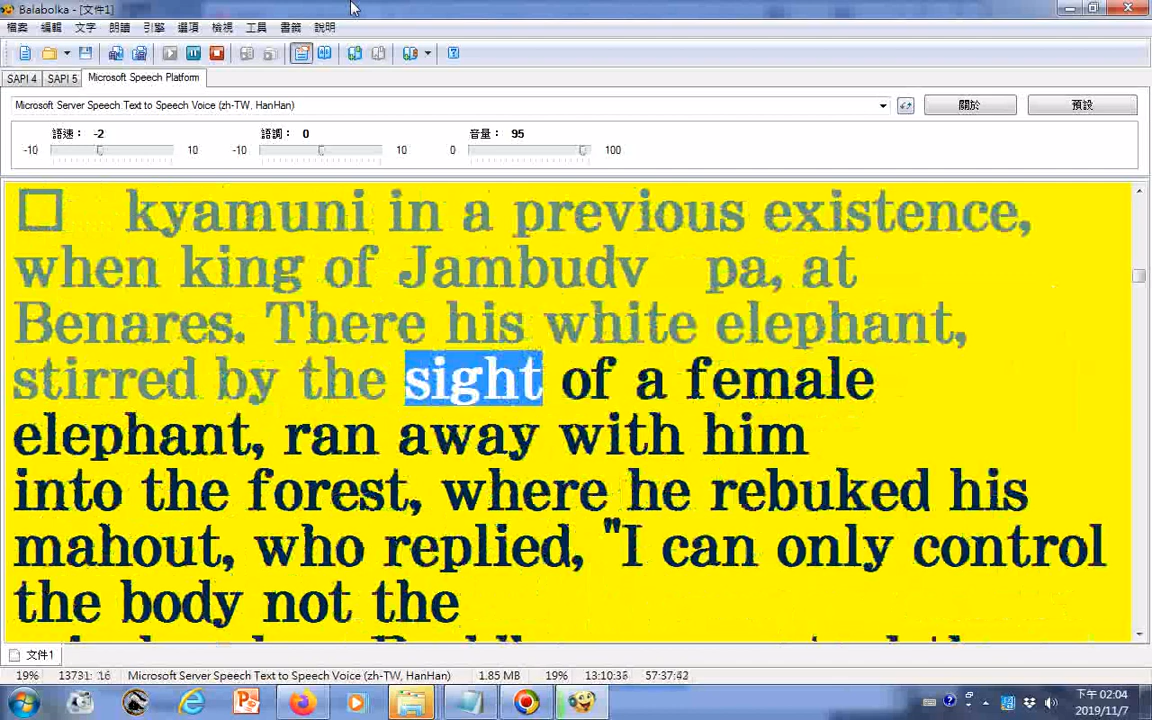 Balabolka - [文件1]
檔案 編輯 文字 朗讀 引擎 選項 檢視 工具 書籤 說明
SAPI 4 SAPI 5 Microsoft Speech Platform
Microsoft Server Speech Text to Speech Voice (zh-TW, HanHan) 關於 預設
語速： -2 語調： 0 音量： 95
-10 10 -10 10 0 100
□ kyamuni in a previous existence,
when king of Jambudv pa, at
Benares. There his white elephant,
stirred by the sight of a female
elephant, ran away with him
into the forest, where he rebuked his
mahout, who replied, "I can only control
the body not the
文件1
19% 13731: 16 Microsoft Server Speech Text to Speech Voice (zh-TW, HanHan) 1.85 MB 19% 13:10:36 57:37:42
下午 02:04
2019/11/7